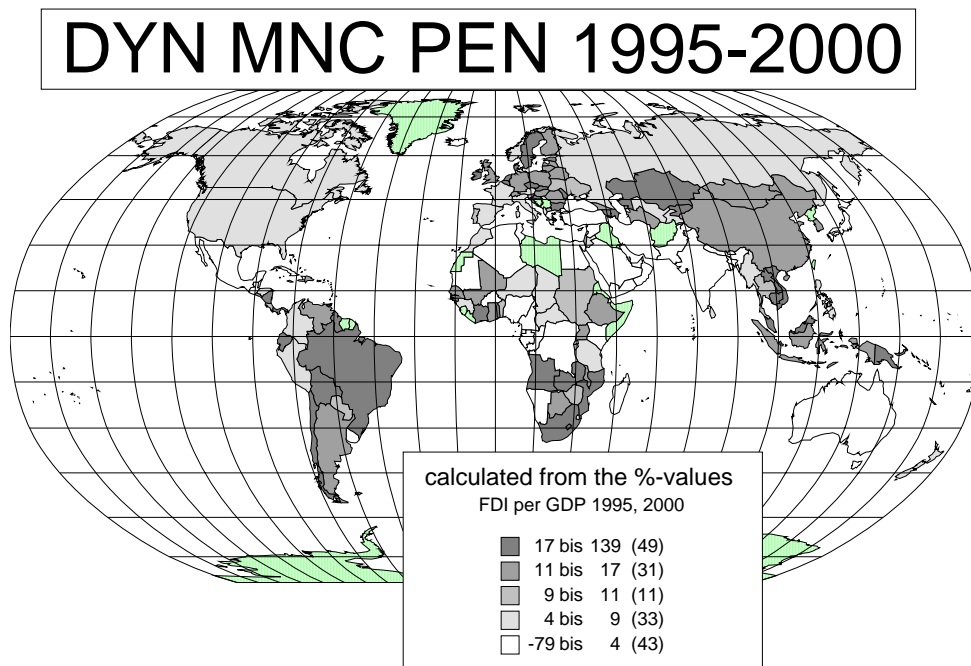 DYN MNC PEN 1995-2000
calculated from the %-values
FDI per GDP 1995, 2000
17 bis 139 (49)
11 bis 17 (31)
9 bis 11 (11)
4 bis 9 (33)
-79 bis 4 (43)